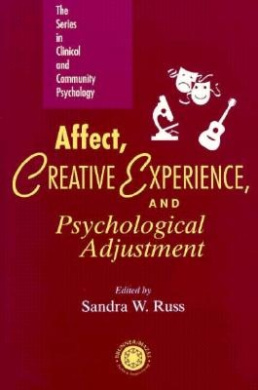 The
Series
in
Clinical
and
Community
Psychology
Affect,
CREATIVE EXPERIENCE,
AND
Psychological
Adjustment
Edited by
Sandra W. Russ